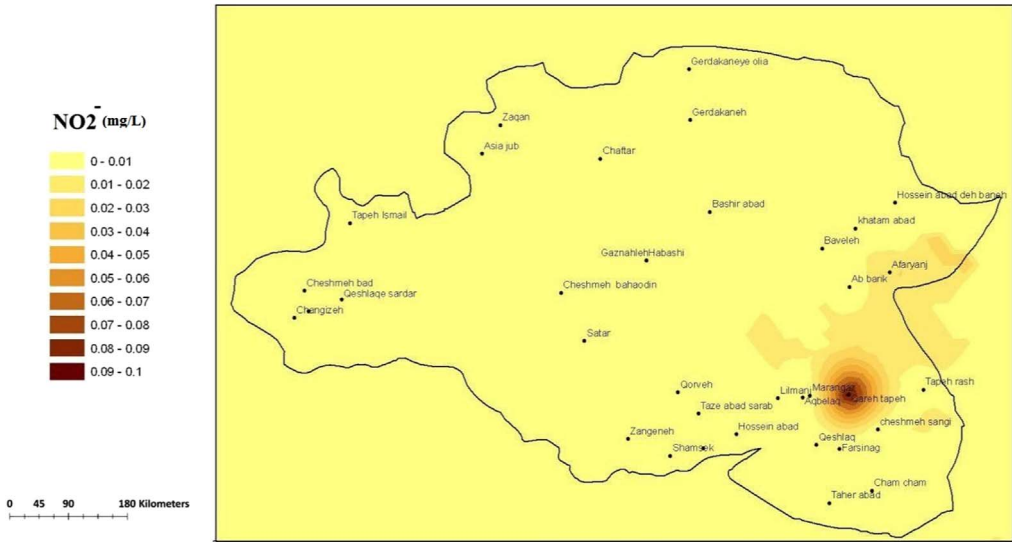 NO2⁻ (mg/L)
0 - 0.01
0.01 - 0.02
0.02 - 0.03
0.03 - 0.04
0.04 - 0.05
0.05 - 0.06
0.06 - 0.07
0.07 - 0.08
0.08 - 0.09
0.09 - 0.1
0 45 90 180 Kilometers
Gerdakaneye olia
Zaqan
Gerdakaneh
Asia jub
Chaftar
Hossein abad deh baneh
Tapeh Ismail
Bashir abad
khatam abad
Baveleh
GaznahlehHabashi
Afaryanj
Cheshmeh bad
Cheshmeh bahaodin
Ab barik
Qeshlaqe sardar
Changizeh
Satar
Qorveh
Lilmanj
Tapeh rash
Aqbelaq
Qareh tapeh
Taze abad sarab
cheshmeh sangi
Zangeneh
Hossein abad
Qeshlaq
Shamsek
Farsinag
Cham cham
Taher abad